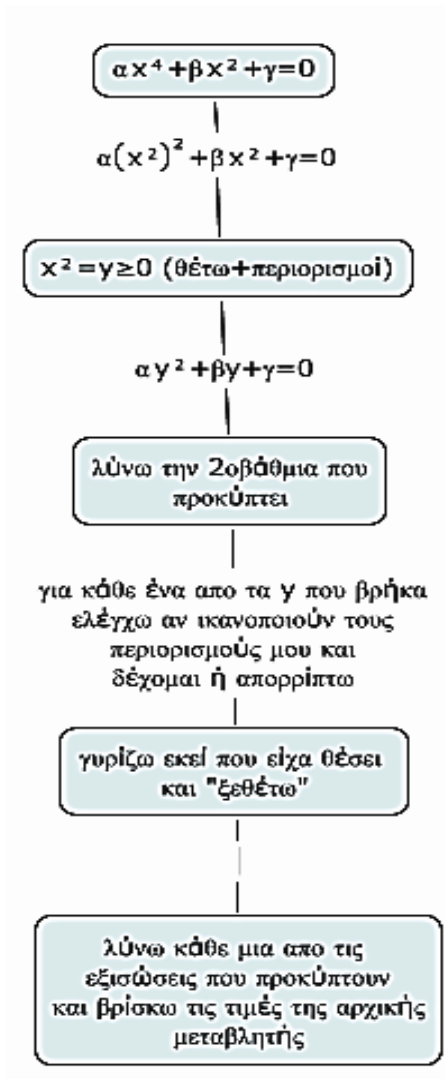 αx⁴+βx²+γ=0
α(x²)²+βx²+γ=0
x²=y≥0 (θέτω+περιορισμοί)
αy²+βy+γ=0
λύνω την 2οβάθμια που
προκύπτει
για κάθε ένα απο τα y που βρήκα
ελέγχω αν ικανοποιούν τους
περιορισμούς μου και
δέχομαι ή απορρίπτω
γυρίζω εκεί που είχα θέσει
και "ξεθέτω"
λύνω κάθε μια απο τις
εξισώσεις που προκύπτουν
και βρίσκω τις τιμές της αρχικής
μεταβλητής